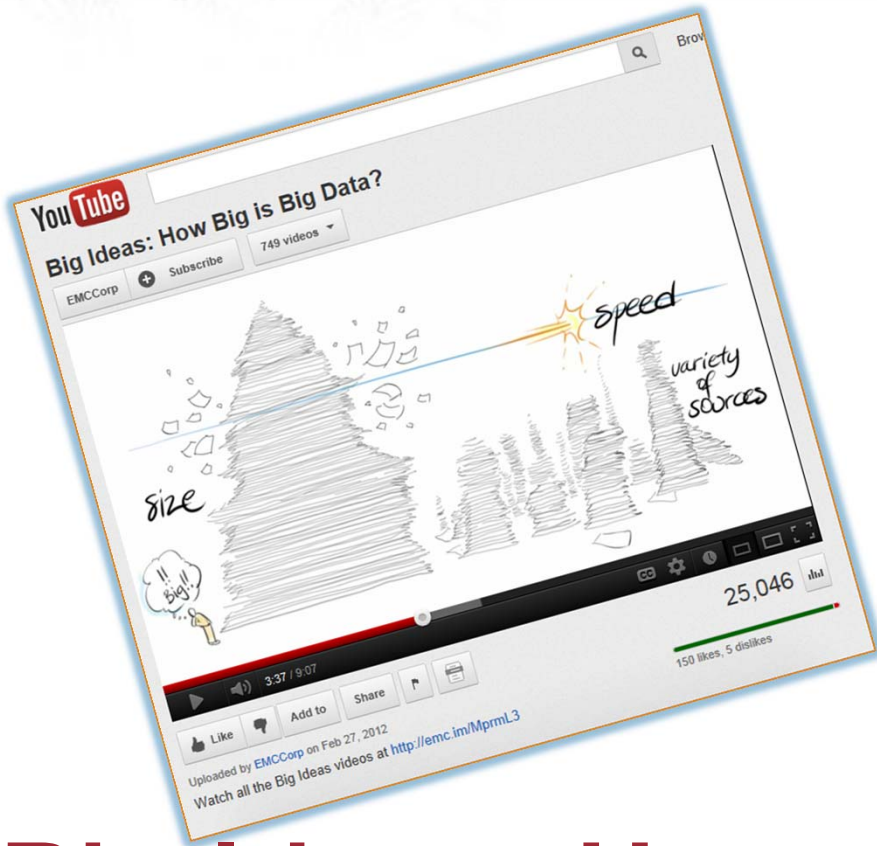 Brow
YouTube
Big Ideas: How Big is Big Data?
EMCCorp Subscribe 749 videos
speed
variety
of
sources
size
!! Big!!
3:37 / 9:07
CC
25,046
Like Add to Share
150 likes, 5 dislikes
Uploaded by EMCCorp on Feb 27, 2012
Watch all the Big Ideas videos at http://emc.im/MprmL3